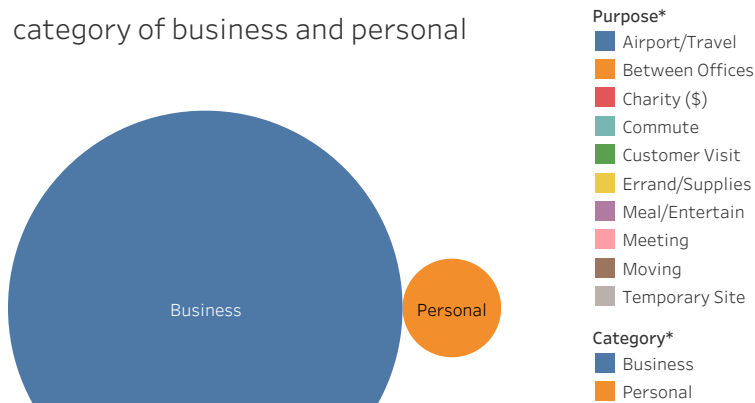 category of business and personal
Business
Personal
Purpose*
Airport/Travel
Between Offices
Charity ($)
Commute
Customer Visit
Errand/Supplies
Meal/Entertain
Meeting
Moving
Temporary Site
Category*
Business
Personal